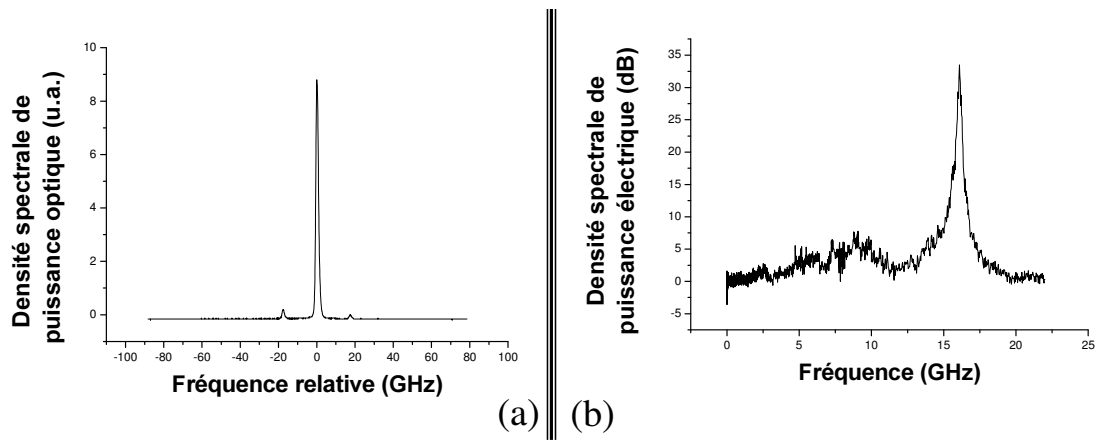 Densité spectrale de
puissance optique (u.a.)
10
8
6
4
2
0
-100 -80 -60 -40 -20 0 20 40 60 80 100
Fréquence relative (GHz)
(a)
Densité spectrale de
puissance électrique (dB)
35
30
25
20
15
10
5
0
-5
0 5 10 15 20 25
Fréquence (GHz)
(b)